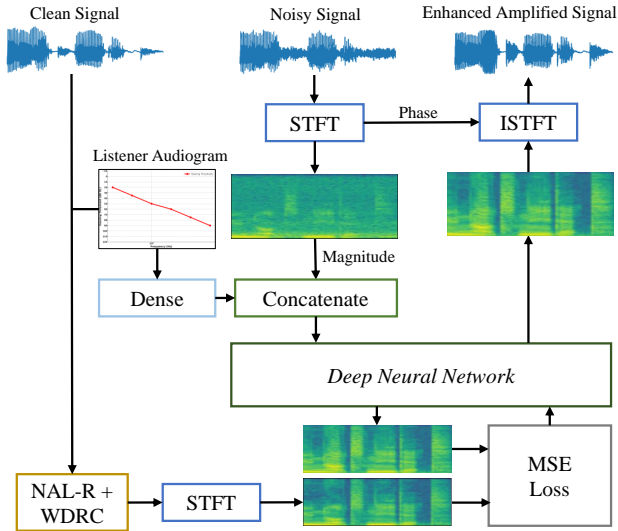 Clean Signal
Noisy Signal
Enhanced Amplified Signal
STFT
Phase
ISTFT
Listener Audiogram
Magnitude
Dense
Concatenate
Deep Neural Network
NAL-R +
WDRC
STFT
MSE
Loss